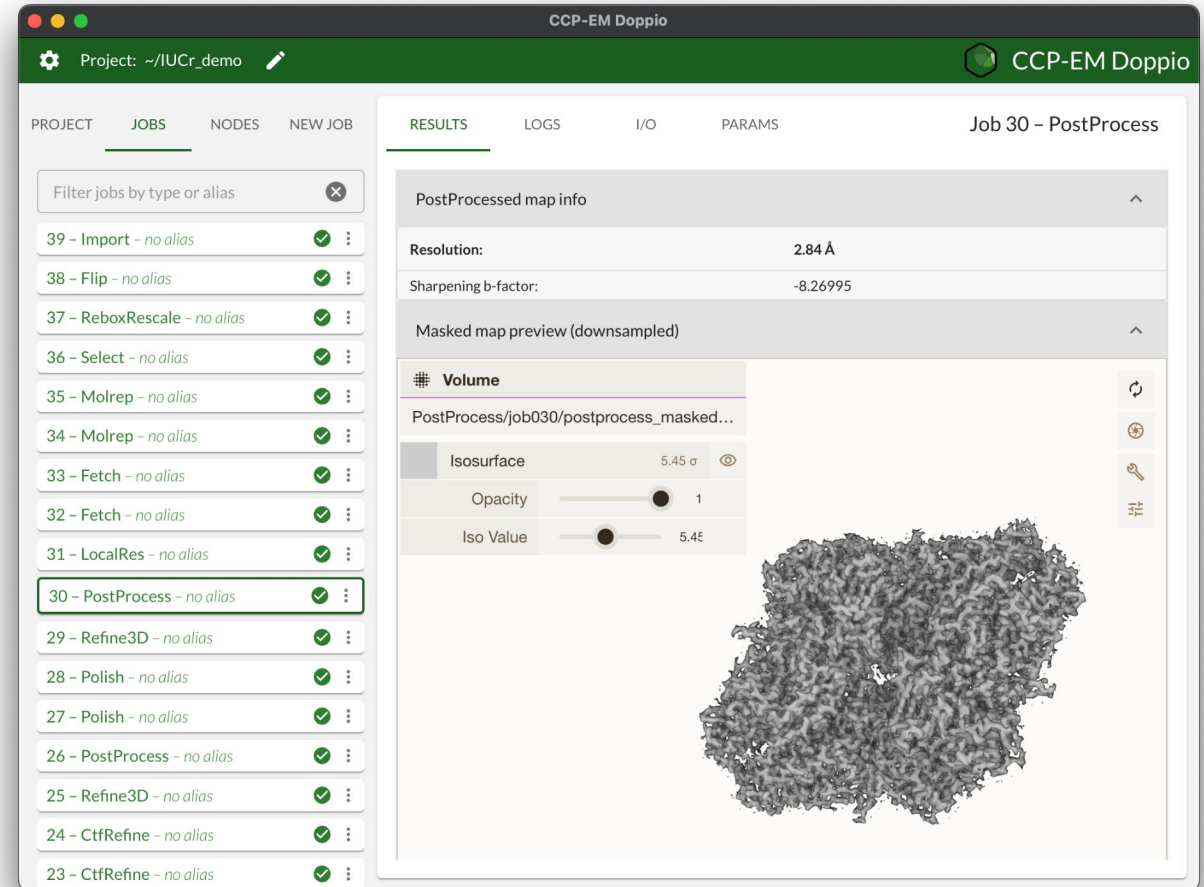 CCP-EM Doppio
Project: ~/IUCr_demo
CCP-EM Doppio
PROJECT JOBS NODES NEW JOB
Filter jobs by type or alias
39 – Import – no alias
38 – Flip – no alias
37 – ReboxRescale – no alias
36 – Select – no alias
35 – Molrep – no alias
34 – Molrep – no alias
33 – Fetch – no alias
32 – Fetch – no alias
31 – LocalRes – no alias
30 – PostProcess – no alias
29 – Refine3D – no alias
28 – Polish – no alias
27 – Polish – no alias
26 – PostProcess – no alias
25 – Refine3D – no alias
24 – CtfRefine – no alias
23 – CtfRefine – no alias
RESULTS LOGS I/O PARAMS
Job 30 – PostProcess
PostProcessed map info
Resolution: 2.84 Å
Sharpening b-factor: -8.26995
Masked map preview (downsampled)
Volume
PostProcess/job030/postprocess_masked...
Isosurface 5.45 σ
Opacity 1
Iso Value 5.45